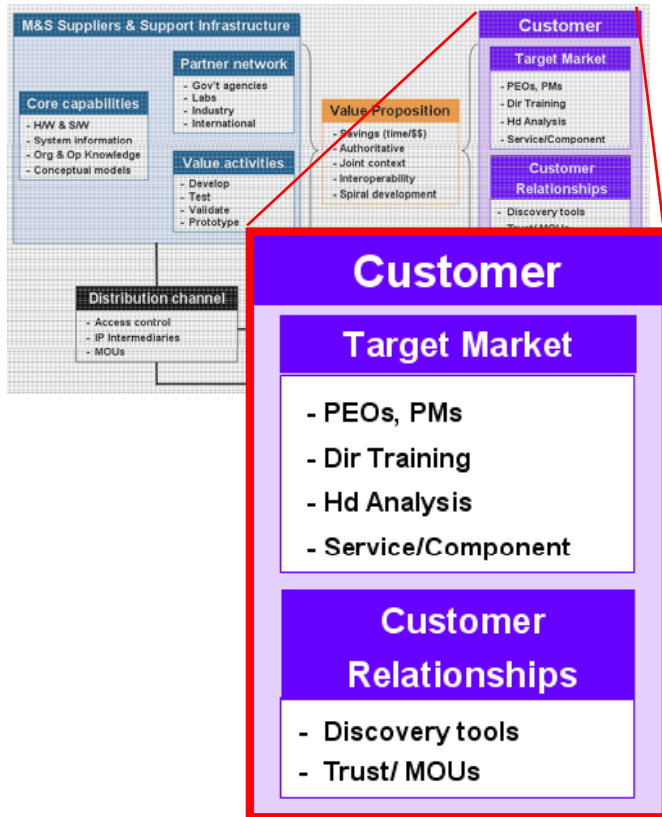 M&S Suppliers & Support Infrastructure
Partner network
- Gov't agencies
- Labs
- Industry
- International
Core capabilities
- H/W & S/W
- System information
- Org & Op Knowledge
- Conceptual models
Value activities
- Develop
- Test
- Validate
- Prototype
Value Proposition
- Savings (time/$$)
- Authoritative
- Joint context
- Interoperability
- Spiral development
Customer
Target Market
- PEOs, PMs
- Dir Training
- Hd Analysis
- Service/Component
Customer
Relationships
- Discovery tools
- Trust/ MOUs
Distribution channel
- Access control
- IP Intermediaries
- MOUs
Customer
Target Market
- PEOs, PMs
- Dir Training
- Hd Analysis
- Service/Component
Customer
Relationships
- Discovery tools
- Trust/ MOUs